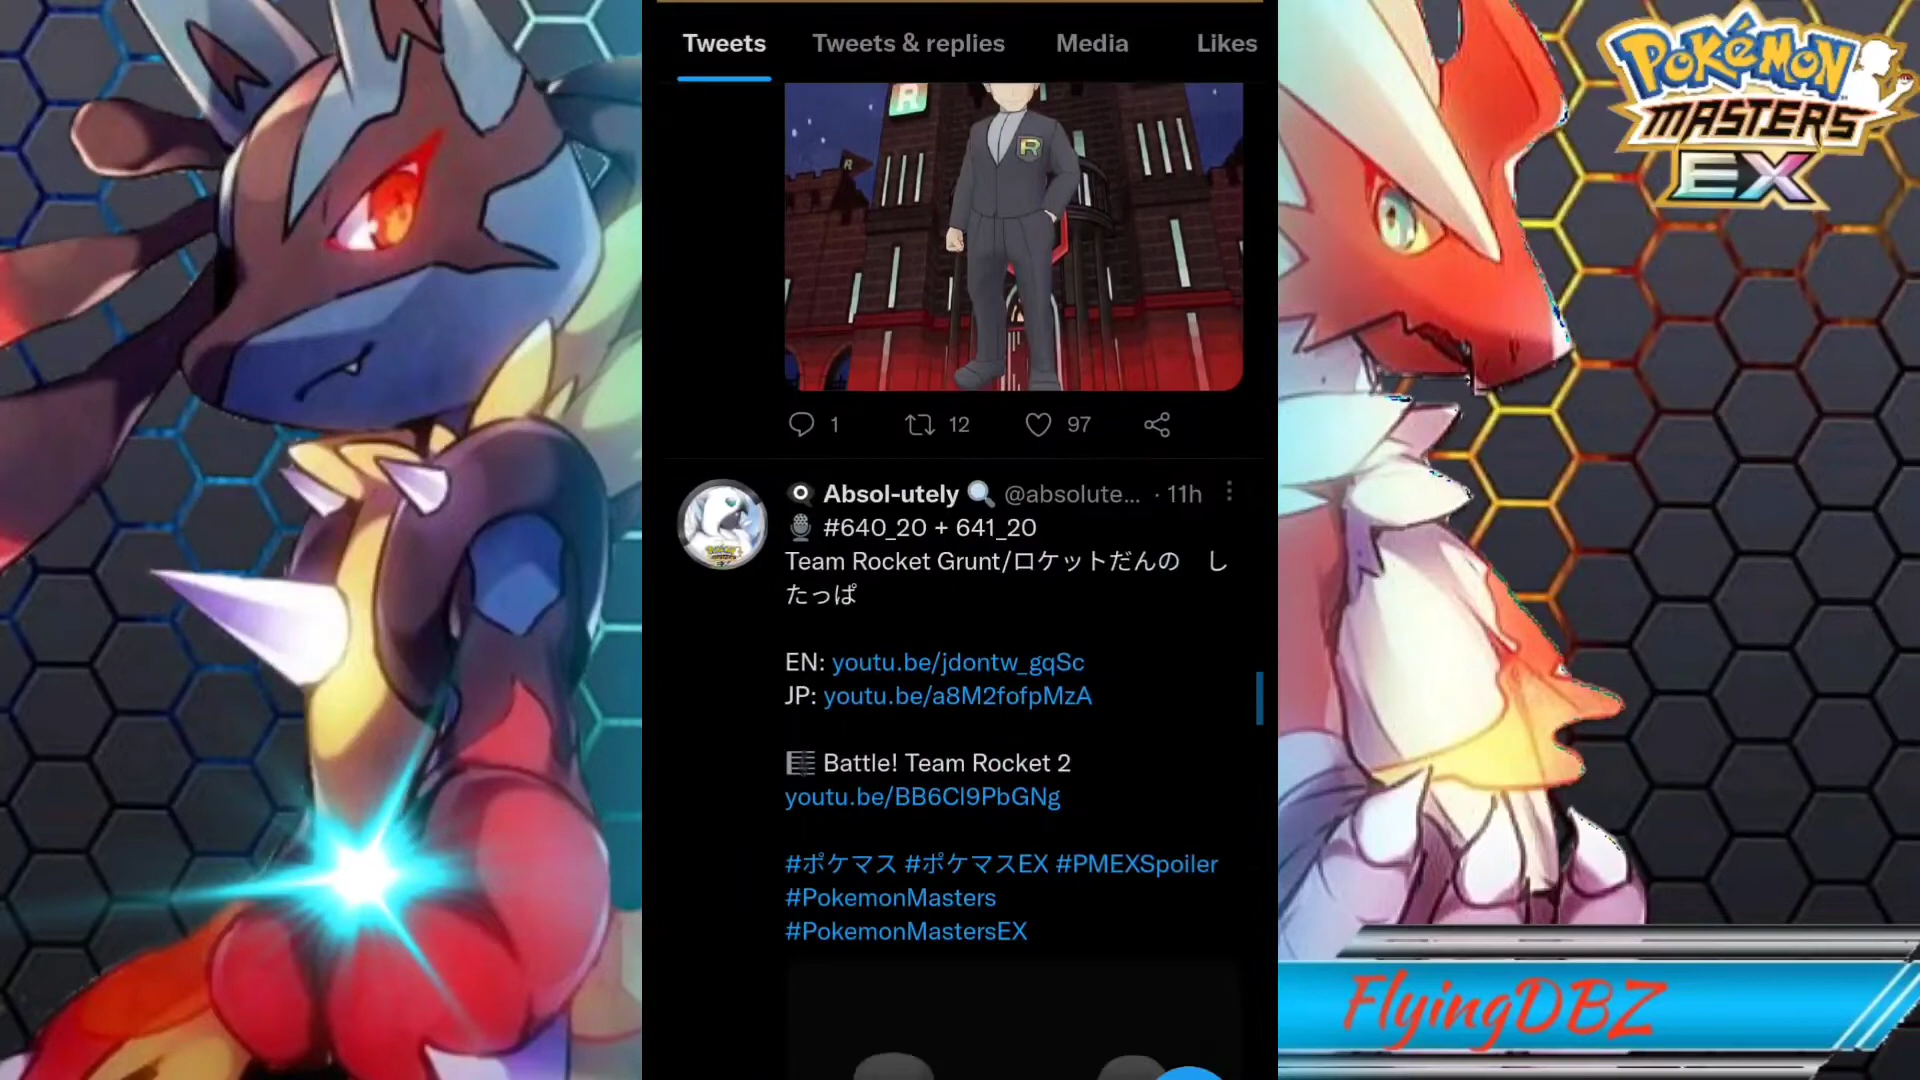 Tweets Tweets & replies Media Likes
R
R
R
1 12 97
Absol-utely @absolute... · 11h
#640_20 + 641_20
Team Rocket Grunt/ロケットだんの　し
たっぱ
EN: youtu.be/jdontw_gqSc
JP: youtu.be/a8M2fofpMzA
Battle! Team Rocket 2
youtu.be/BB6Cl9PbGNg
#ポケマス #ポケマスEX #PMEXSpoiler
#PokemonMasters
#PokemonMastersEX
POKéMON
MASTERS
EX
FlyingDBZ